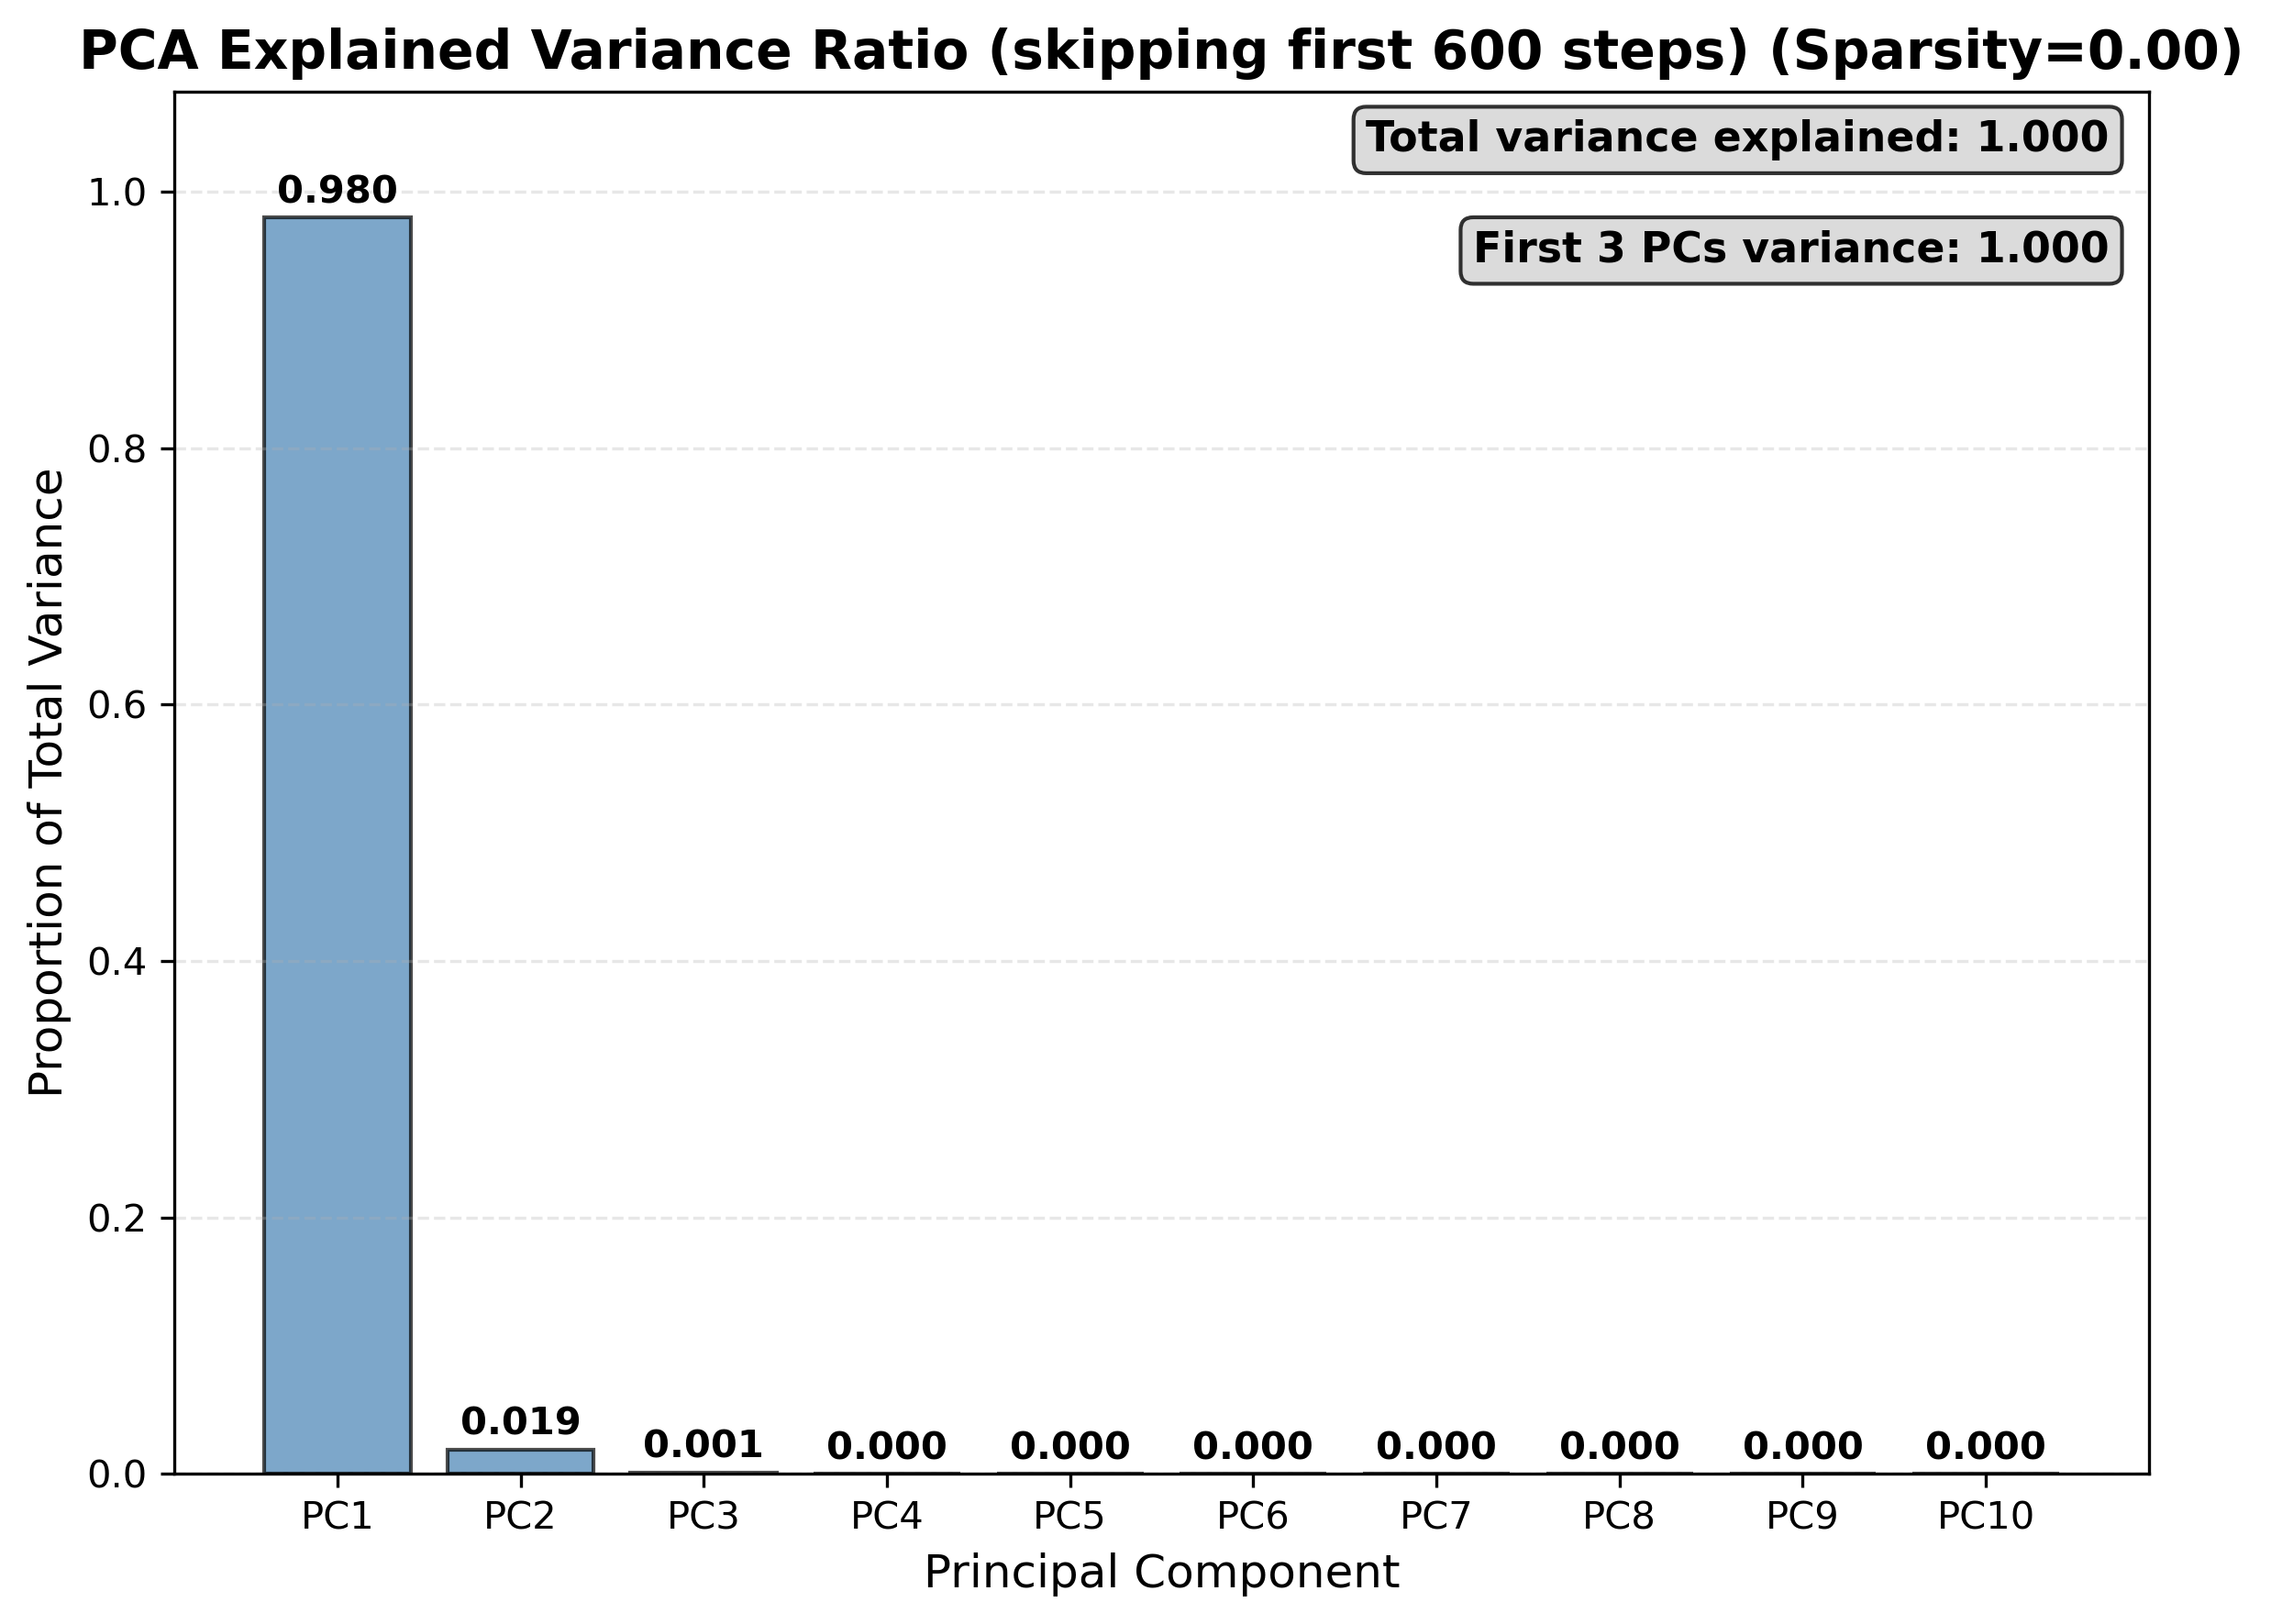 PCA Explained Variance Ratio (skipping first 600 steps) (Sparsity=0.00)
Total variance explained: 1.000
First 3 PCs variance: 1.000
Proportion of Total Variance
1.0
0.8
0.6
0.4
0.2
0.0
0.980
0.019
0.001
0.000
0.000
0.000
0.000
0.000
0.000
0.000
PC1 PC2 PC3 PC4 PC5 PC6 PC7 PC8 PC9 PC10
Principal Component